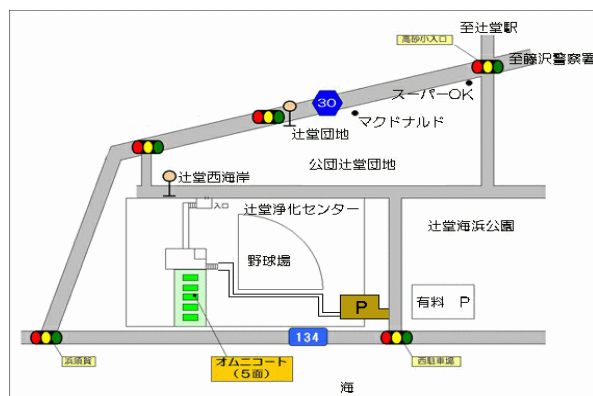 至辻堂駅
高砂小入口
至藤沢警察署
スーパーOK
30
マクドナルド
辻堂団地
公団辻堂団地
辻堂西海岸
入口
辻堂浄化センター
辻堂海浜公園
野球場
P
有料 P
134
浜須賀
オムニコート
(5面)
西駐車場
海